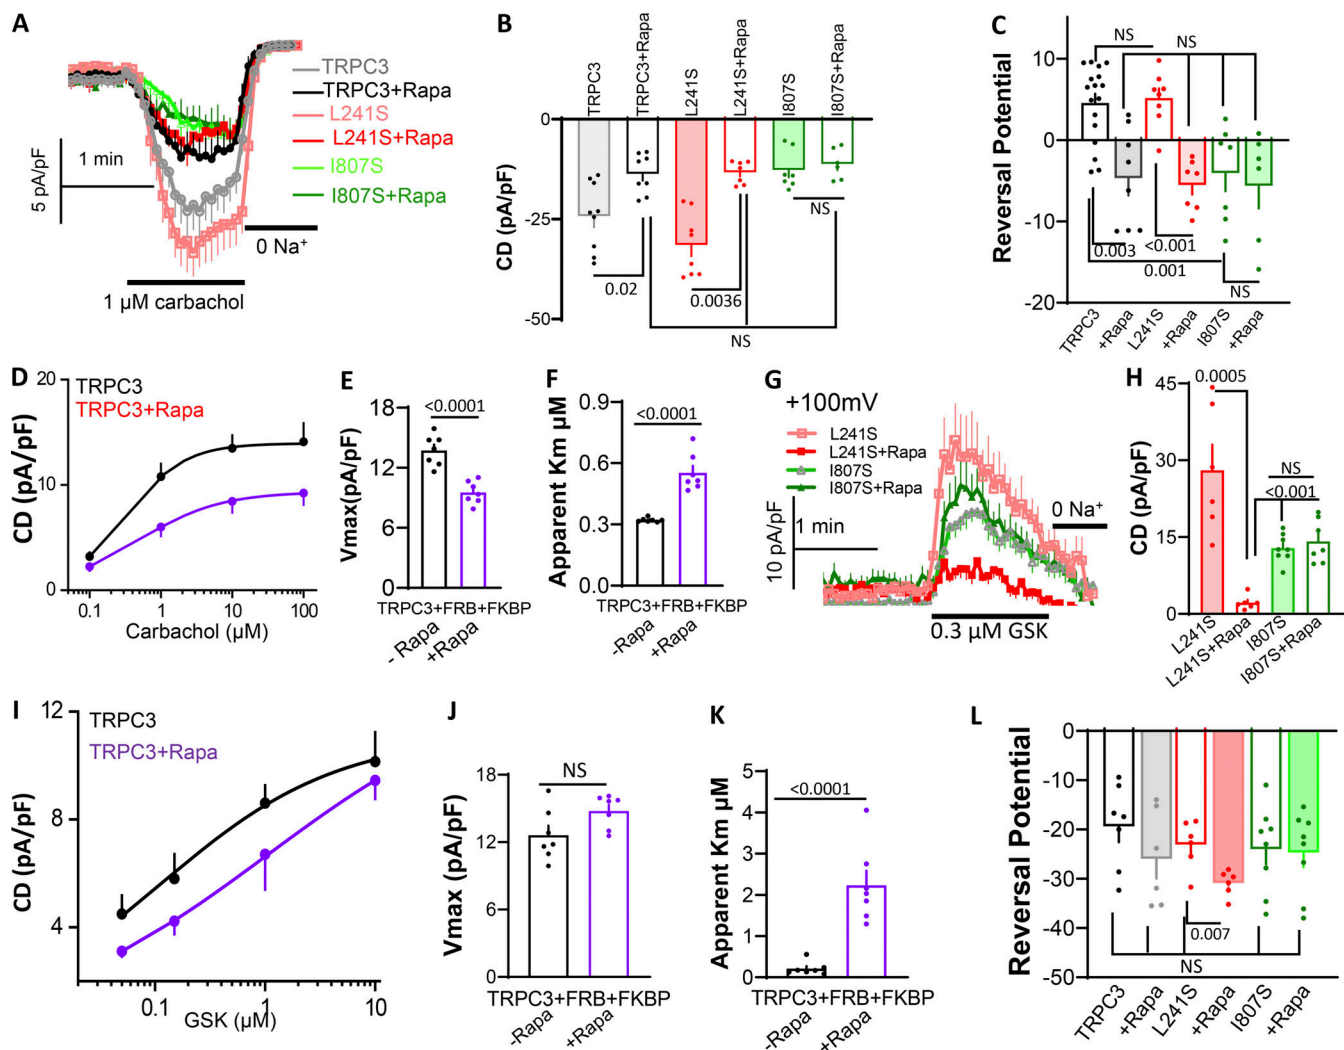 A
TRPC3
TRPC3+Rapa
L241S
L241S+Rapa
I807S
I807S+Rapa
5 pA/pF
1 min
0 Na⁺
1 µM carbachol
B
TRPC3
TRPC3+Rapa
L241S
L241S+Rapa
I807S
I807S+Rapa
CD (pA/pF)
0
-25
-50
0.02
0.0036
NS
NS
C
Reversal Potential
10
0
-10
-20
NS
NS
0.003
<0.001
0.001
NS
TRPC3
+Rapa
L241S
+Rapa
I807S
+Rapa
D
TRPC3
TRPC3+Rapa
CD (pA/pF)
20
10
0
0.1
1
10
100
Carbachol (µM)
E
Vmax(pA/pF)
18
12
6
0
<0.0001
TRPC3+FRB+FKBP
- Rapa
+Rapa
F
Apparent Km µM
0.9
0.6
0.3
0.0
<0.0001
TRPC3+FRB+FKBP
-Rapa
+Rapa
G
+100mV
L241S
L241S+Rapa
I807S
I807S+Rapa
10 pA/pF
1 min
0 Na⁺
0.3 µM GSK
H
CD (pA/pF)
45
30
15
0
0.0005
NS
<0.001
L241S
L241S+Rapa
I807S
I807S+Rapa
I
TRPC3
TRPC3+Rapa
CD (pA/pF)
12
8
4
0.1
1
10
GSK (µM)
J
Vmax (pA/pF)
18
12
6
0
NS
TRPC3+FRB+FKBP
-Rapa
+Rapa
K
Apparent Km µM
5
4
3
2
1
0
<0.0001
TRPC3+FRB+FKBP
-Rapa
+Rapa
L
Reversal Potential
0
-10
-20
-30
-40
-50
0.007
NS
TRPC3
+Rapa
L241S
+Rapa
I807S
+Rapa